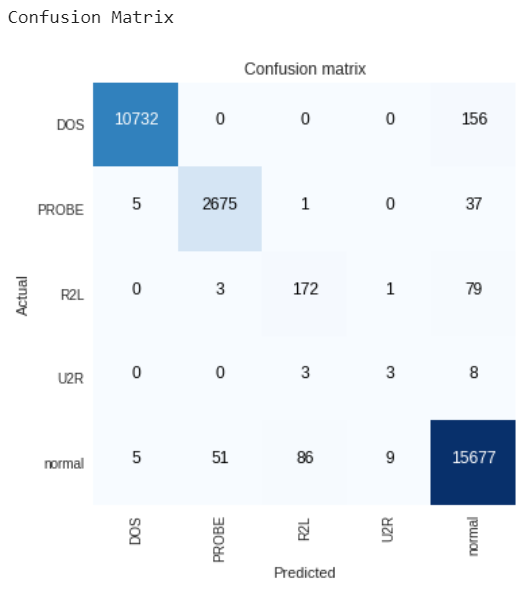 Confusion Matrix
Confusion matrix
DOS 10732 0 0 0 156
PROBE 5 2675 1 0 37
Actual
R2L 0 3 172 1 79
U2R 0 0 3 3 8
normal 5 51 86 9 15677
DOS PROBE R2L U2R normal
Predicted